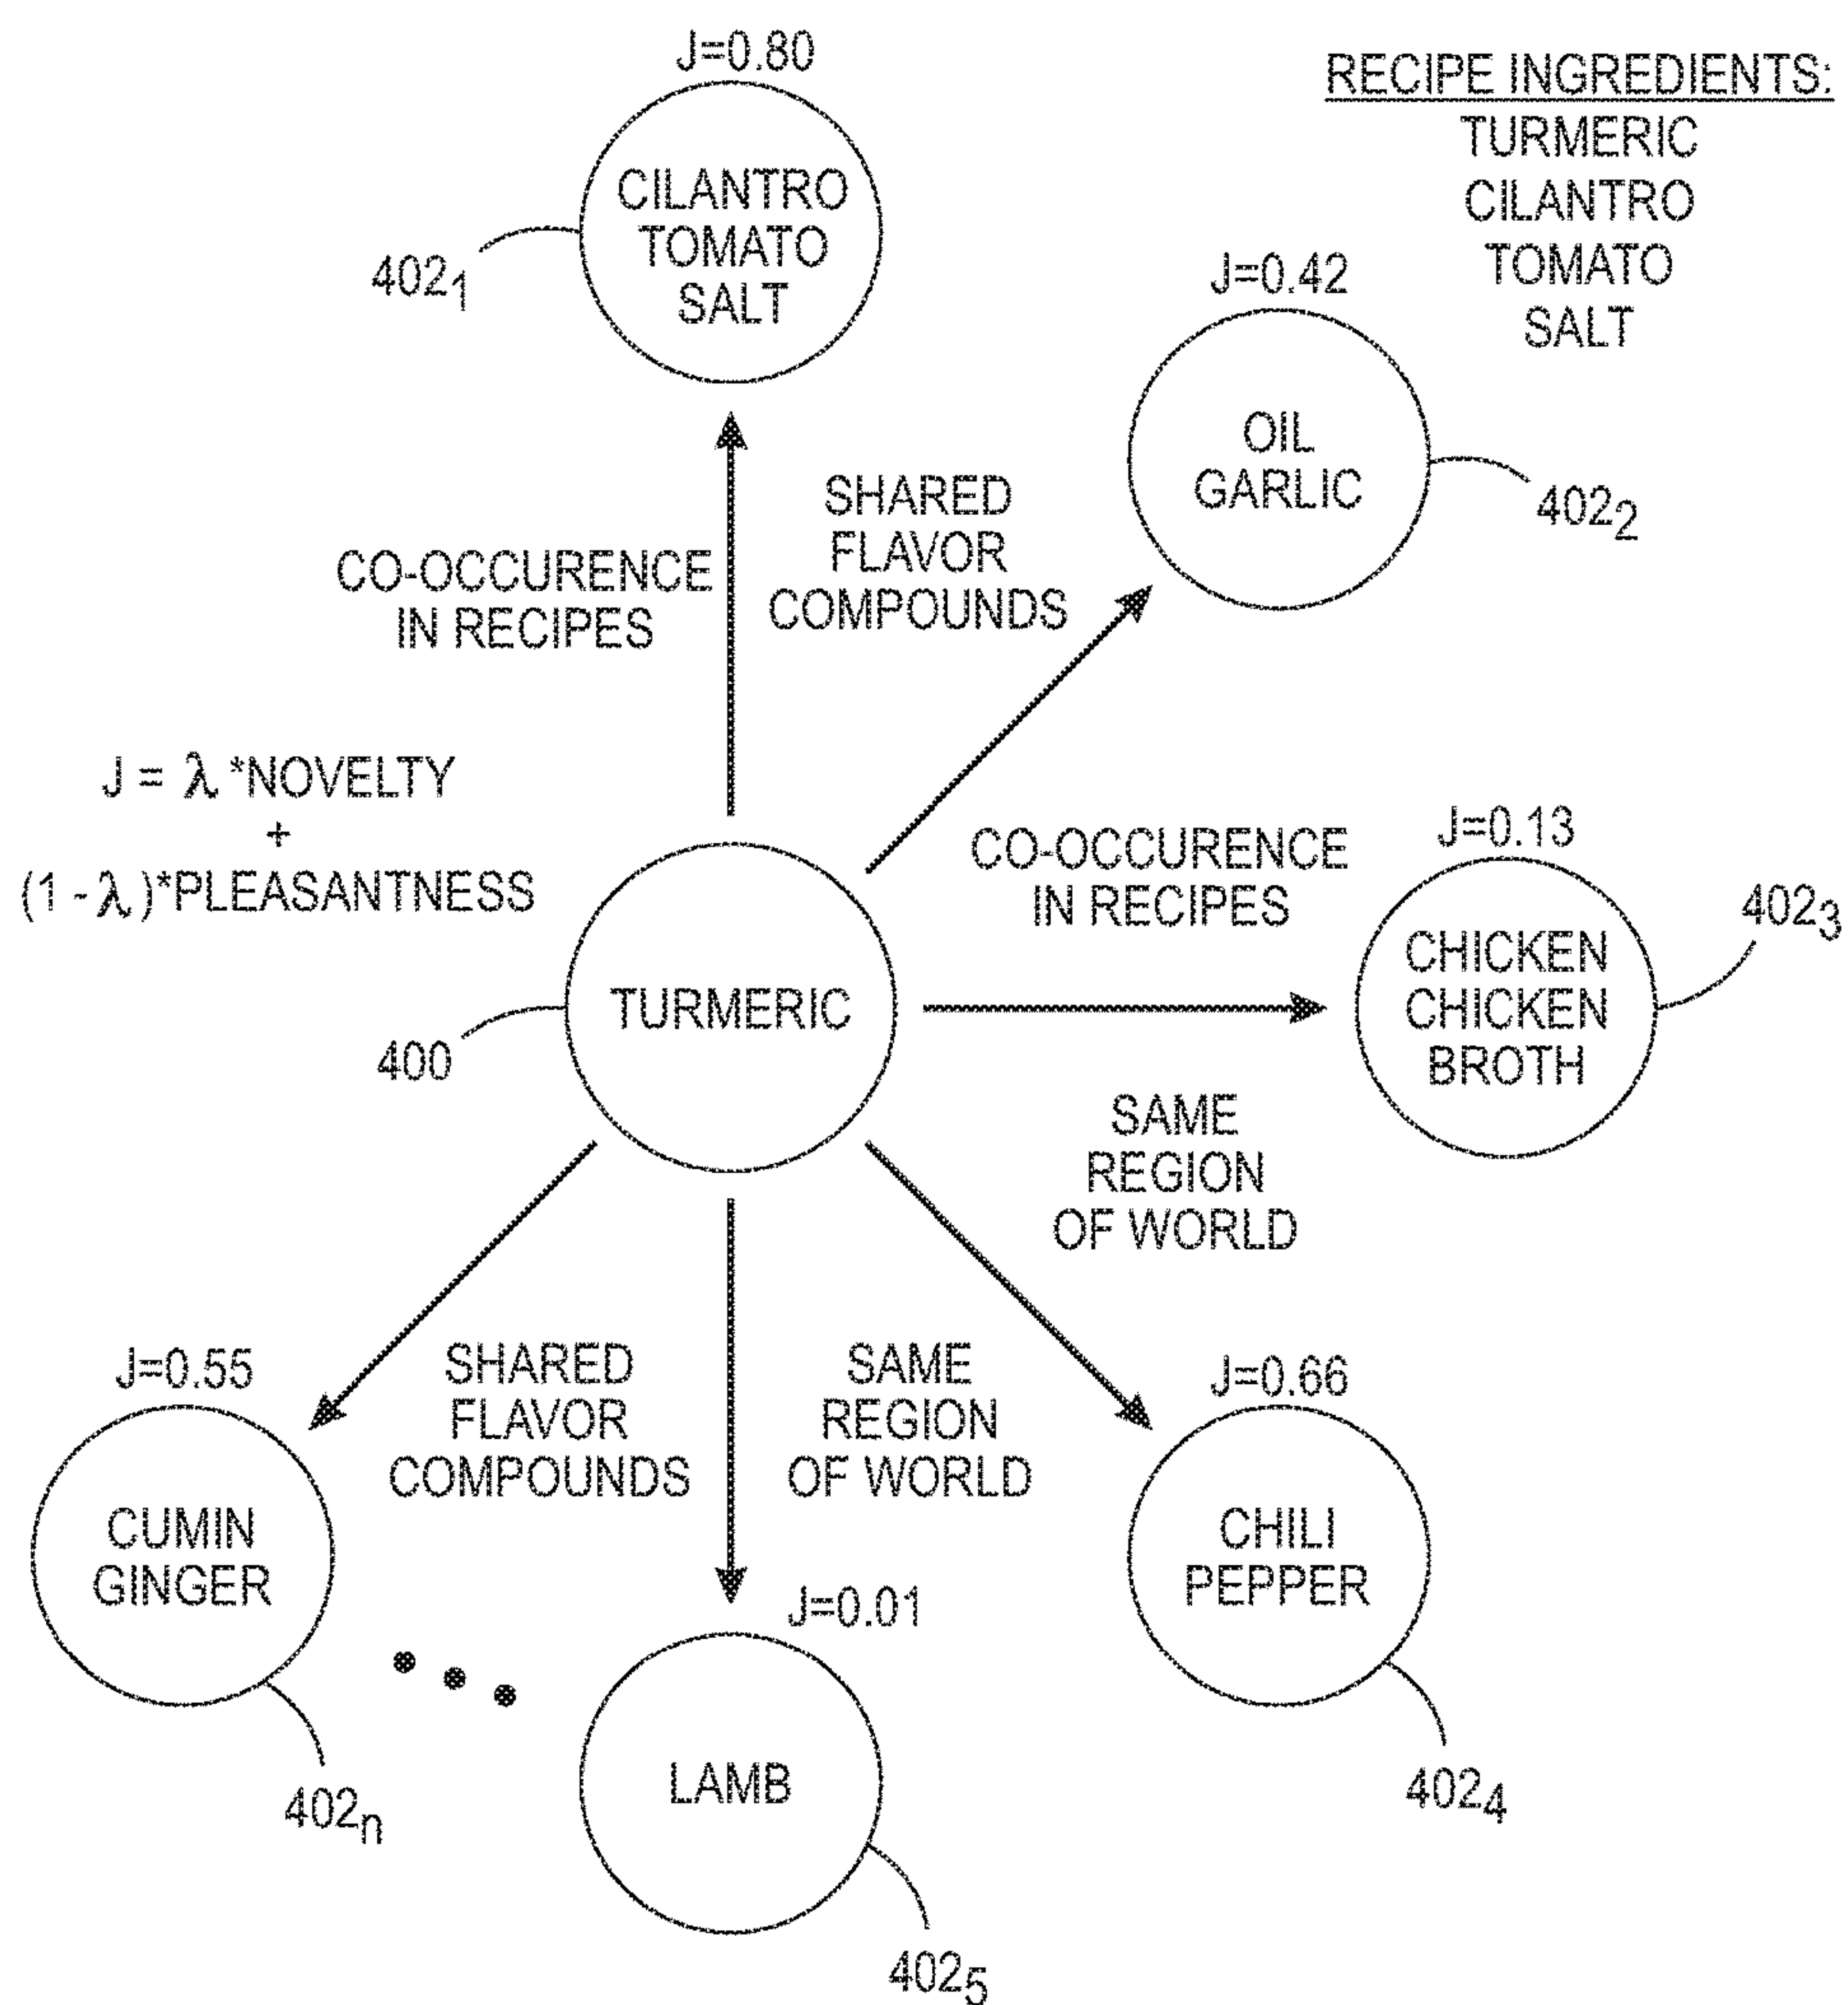 J=0.80
RECIPE INGREDIENTS:
TURMERIC
CILANTRO
TOMATO
SALT
CILANTRO
TOMATO
SALT
402₁
J=0.42
OIL
GARLIC
402₂
CO-OCCURENCE
IN RECIPES
SHARED
FLAVOR
COMPOUNDS
J = λ *NOVELTY
+
(1 - λ)*PLEASANTNESS
TURMERIC
400
CO-OCCURENCE
IN RECIPES
J=0.13
CHICKEN
CHICKEN
BROTH
402₃
SAME
REGION
OF WORLD
J=0.55
CUMIN
GINGER
402ₙ
SHARED
FLAVOR
COMPOUNDS
SAME
REGION
OF WORLD
J=0.01
LAMB
402₅
J=0.66
CHILI
PEPPER
402₄